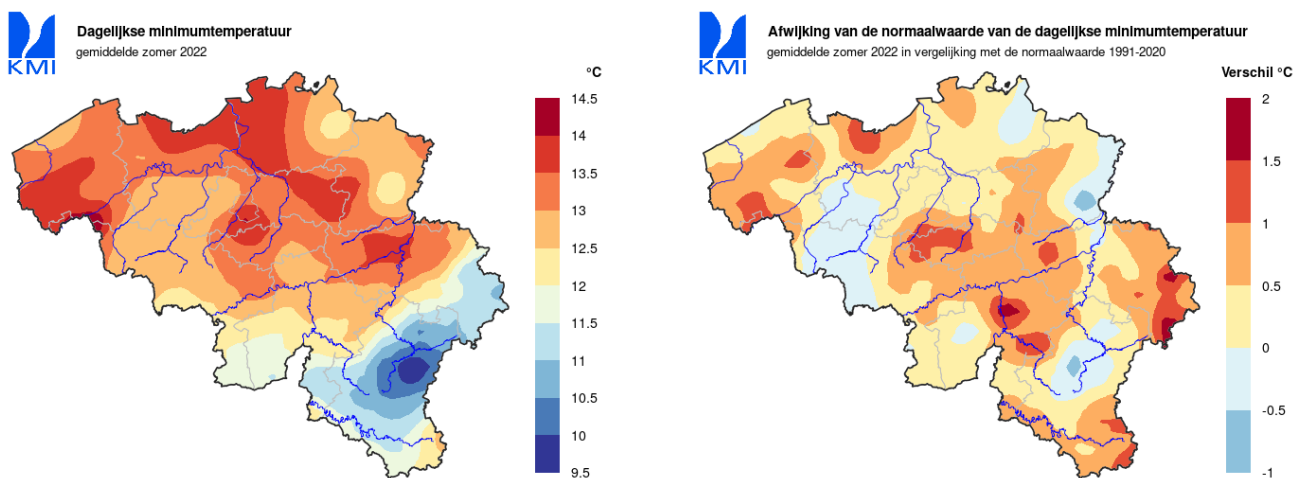 KMI
Dagelijkse minimumtemperatuur
gemiddelde zomer 2022
°C
14.5
14
13.5
13
12.5
12
11.5
11
10.5
10
9.5
KMI
Afwijking van de normaalwaarde van de dagelijkse minimumtemperatuur
gemiddelde zomer 2022 in vergelijking met de normaalwaarde 1991-2020
Verschil °C
2
1.5
1
0.5
0
-0.5
-1